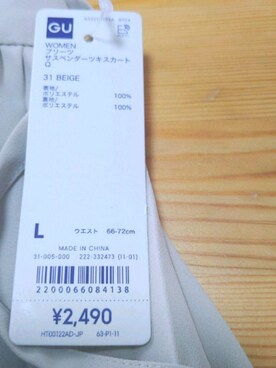 GU
WOMEN
プリーツ
サスペンダーツキスカート
Q
31 BEIGE
表地/
ポリエステル 100%
裏地/
ポリエステル 100%
L ウエスト 66-72cm
MADE IN CHINA
31-005-000 222-332473 (11-01)
2200066084138
¥2,490
HT00T22AD-JP 63-P1-11